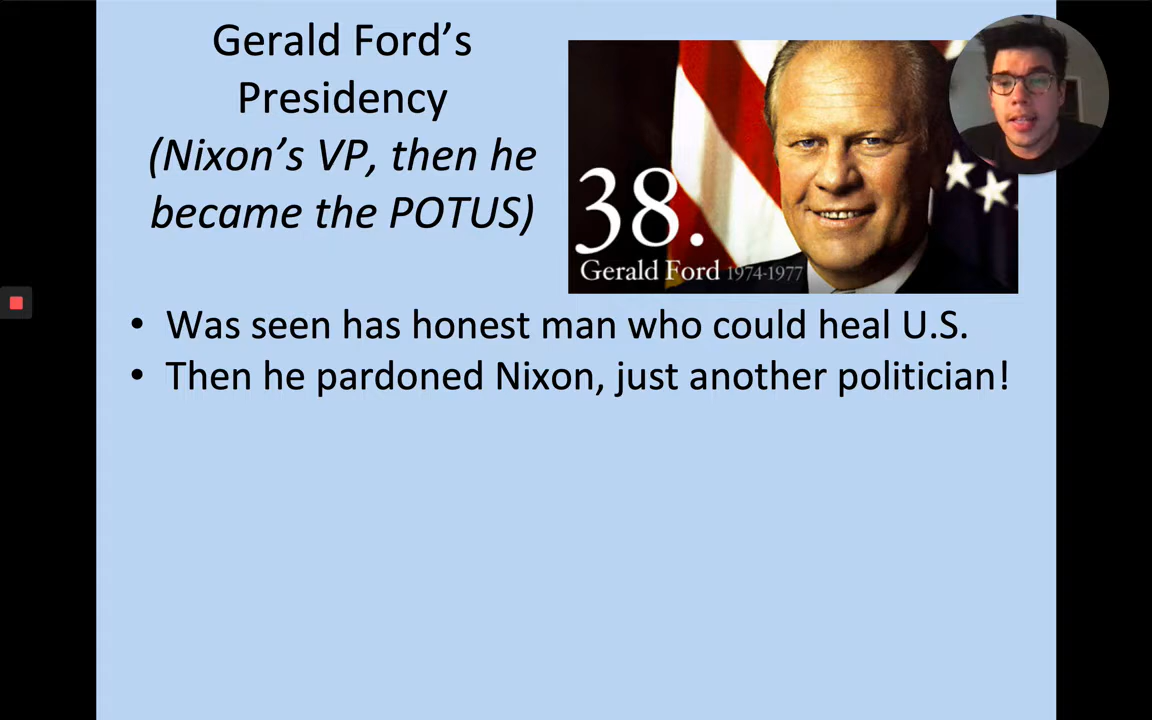 Gerald Ford’s
Presidency
(Nixon’s VP, then he
became the POTUS)
38.
Gerald Ford 1974-1977
• Was seen has honest man who could heal U.S.
• Then he pardoned Nixon, just another politician!